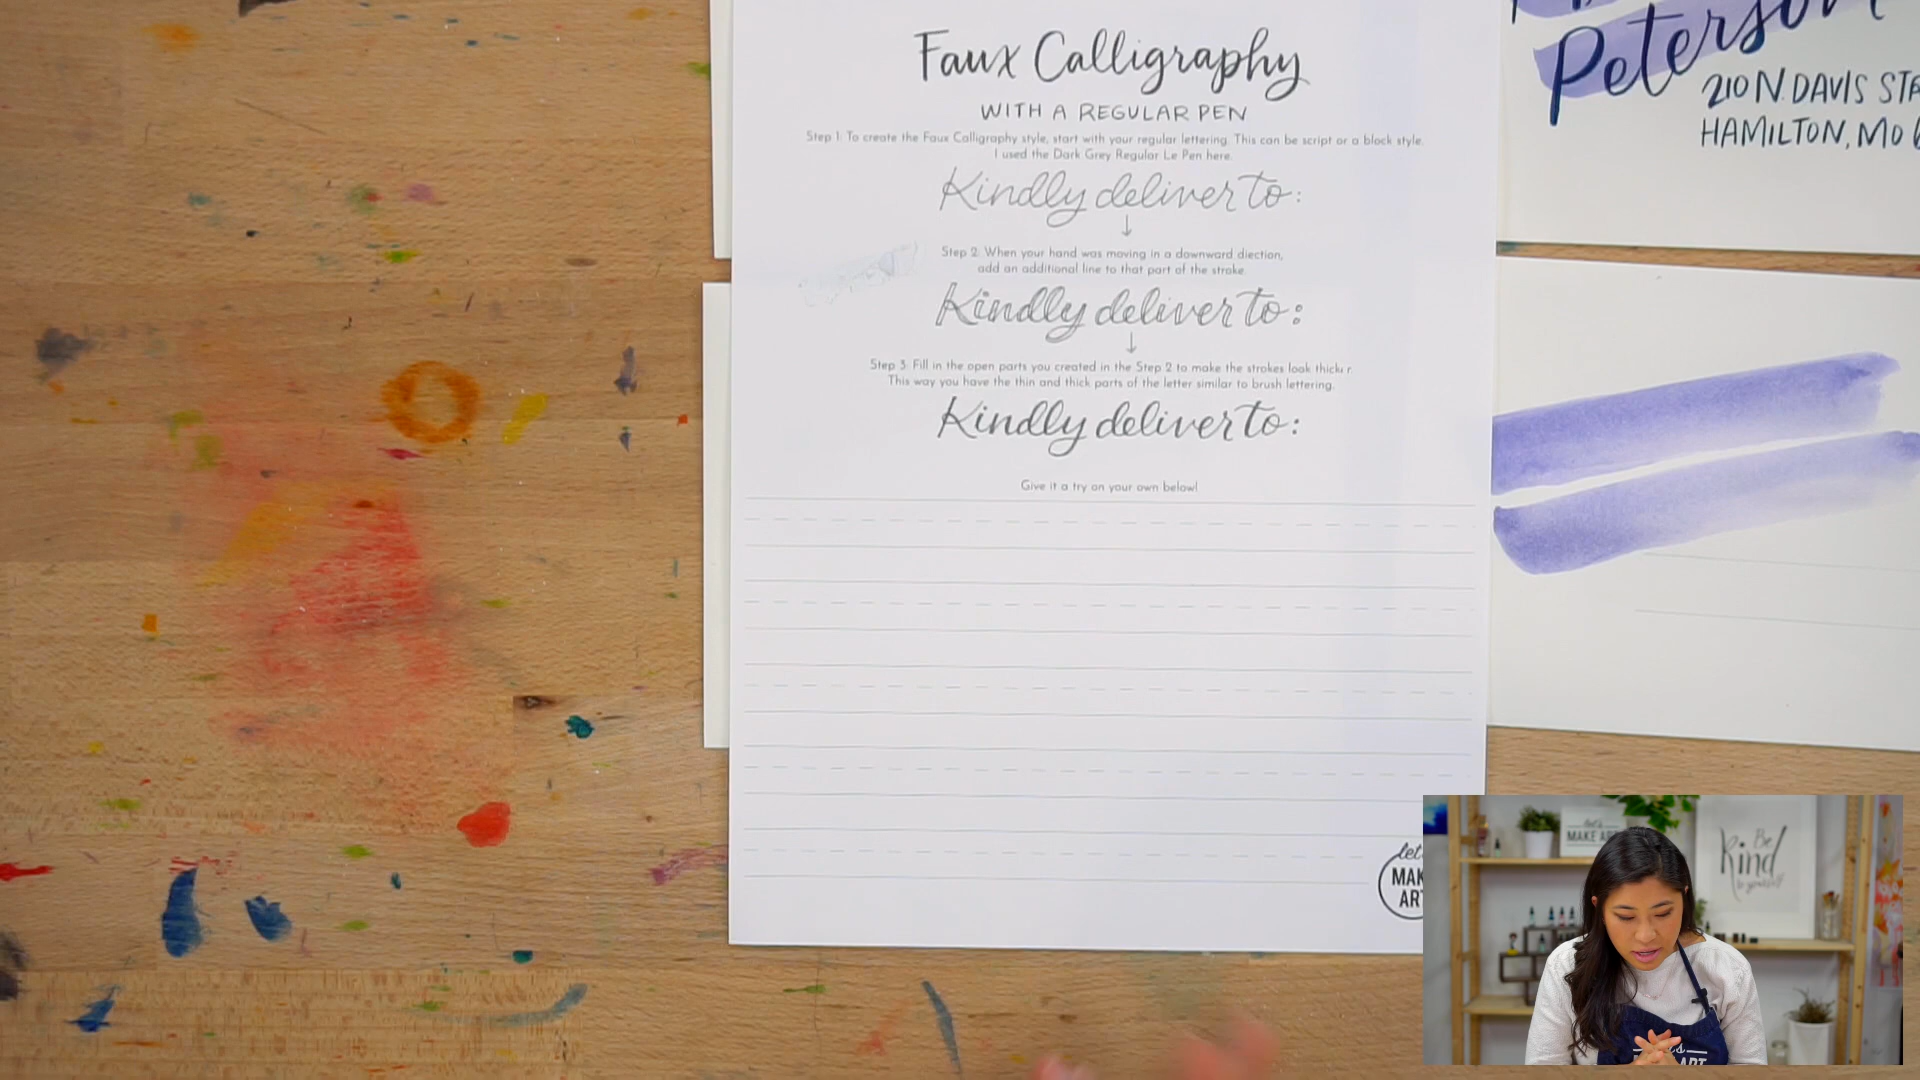 Faux Calligraphy
WITH A REGULAR PEN
Step 1: To create the Faux Calligraphy style, start with your regular lettering. This can be script or a block style.
I used the Dark Grey Regular Le Pen here.
Kindly deliver to:
Step 2: When your hand was moving in a downward diection,
add an additional line to that part of the stroke.
Kindly deliver to:
Step 3: Fill in the open parts you created in the Step 2 to make the strokes look thicker.
This way you have the thin and thick parts of the letter similar to brush lettering.
Kindly deliver to:
Give it a try on your own below!
Peterson
210 N. DAVIS
HAMILTON, MO
let's
MAKE ART
Be
kind
to yourself